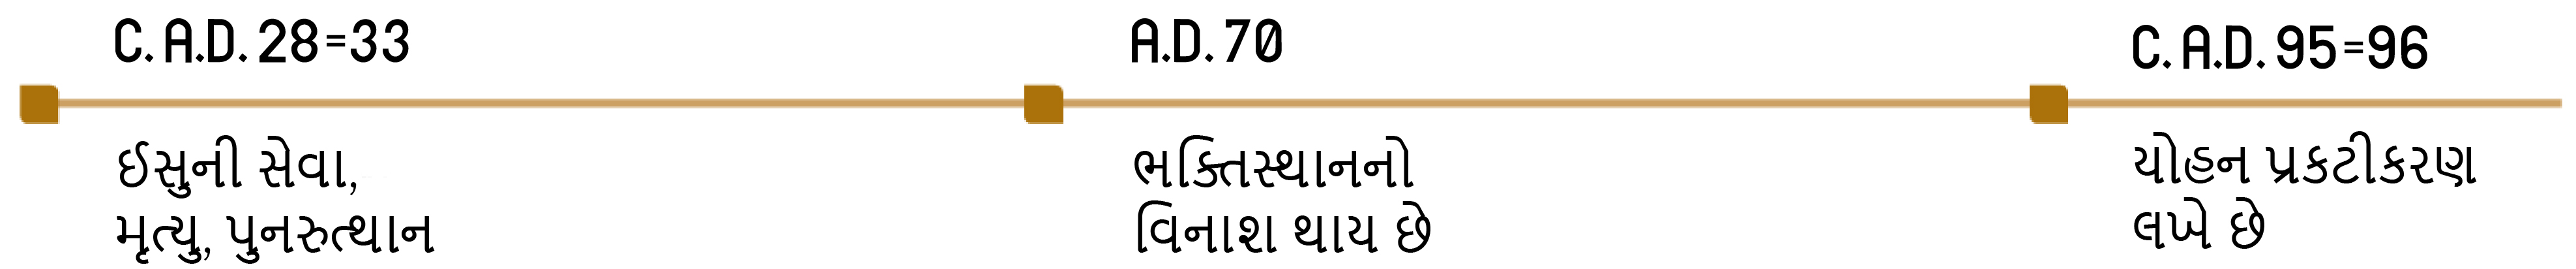 C. A.D. 28=33
ઈસુની સેવા,
મૃત્યુ, પુનરુત્થાન
A.D. 70
ભક્તિસ્થાનનો
વિનાશ થાય છે
C. A.D. 95=96
યોહન પ્રકટીકરણ
લખે છે